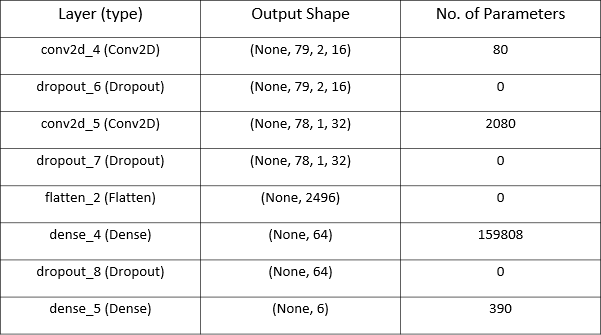 Layer (type) Output Shape No. of Parameters
conv2d_4 (Conv2D) (None, 79, 2, 16) 80
dropout_6 (Dropout) (None, 79, 2, 16) 0
conv2d_5 (Conv2D) (None, 78, 1, 32) 2080
dropout_7 (Dropout) (None, 78, 1, 32) 0
flatten_2 (Flatten) (None, 2496) 0
dense_4 (Dense) (None, 64) 159808
dropout_8 (Dropout) (None, 64) 0
dense_5 (Dense) (None, 6) 390